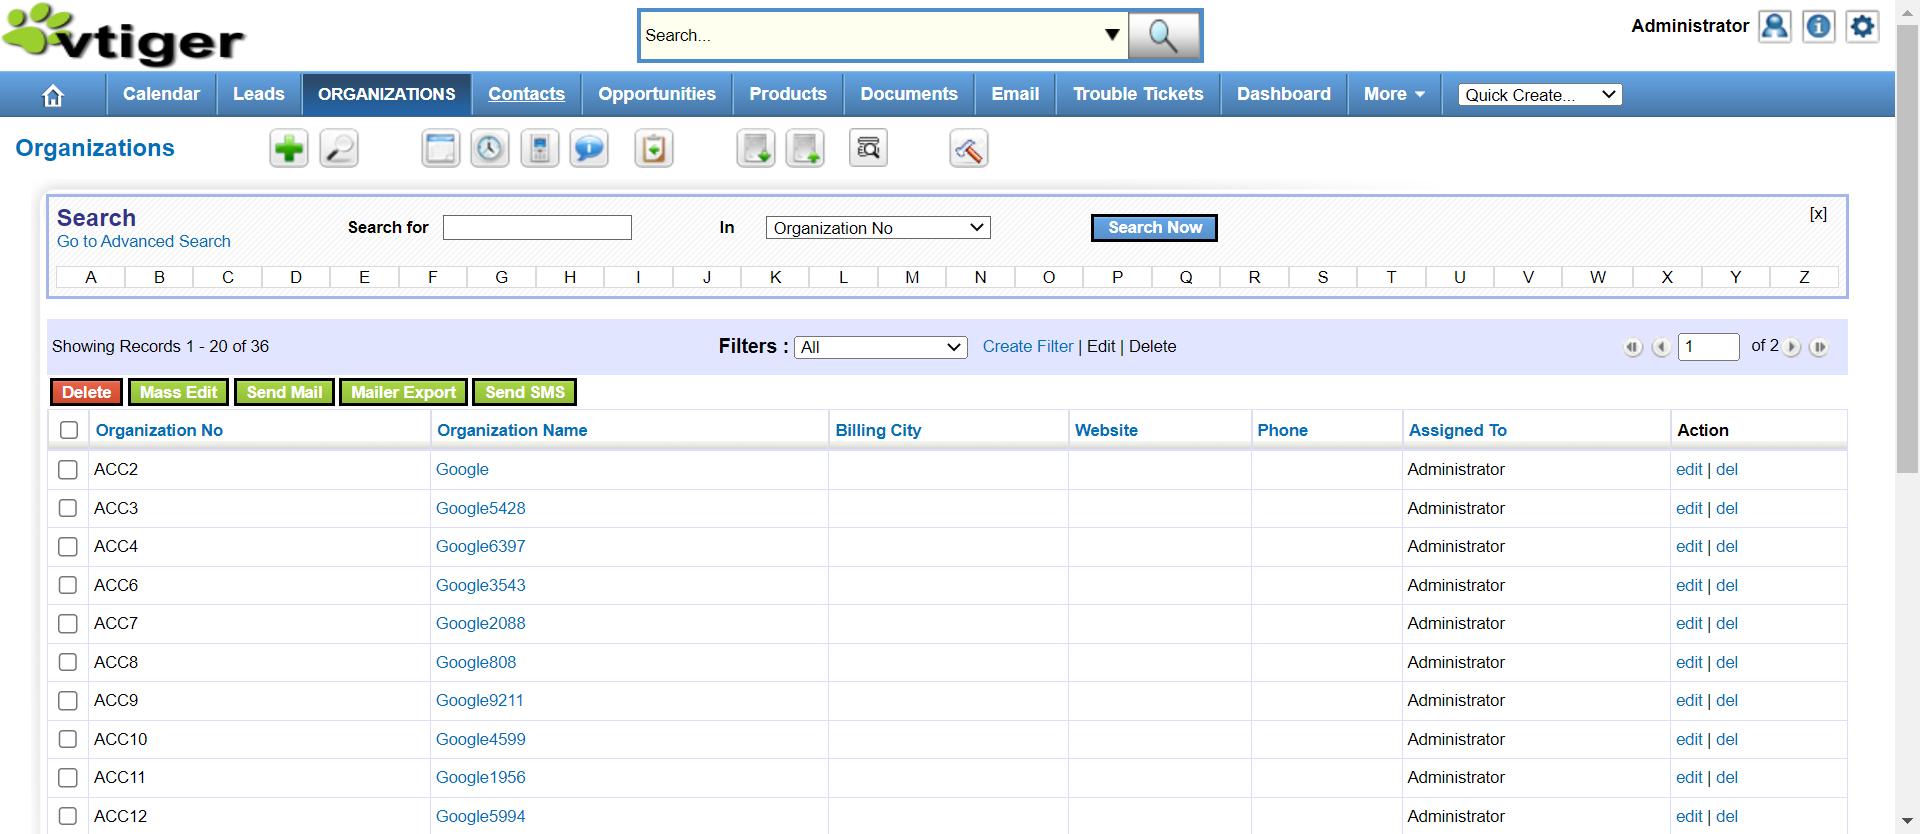 vtiger
Search...
Administrator
Calendar Leads ORGANIZATIONS Contacts Opportunities Products Documents Email Trouble Tickets Dashboard More Quick Create...
Organizations
Search
Go to Advanced Search
Search for In Organization No Search Now [x]
A B C D E F G H I J K L M N O P Q R S T U V W X Y Z
Showing Records 1 - 20 of 36 Filters : All Create Filter | Edit | Delete 1 of 2
Delete Mass Edit Send Mail Mailer Export Send SMS
Organization No Organization Name Billing City Website Phone Assigned To Action
ACC2 Google Administrator edit | del
ACC3 Google5428 Administrator edit | del
ACC4 Google6397 Administrator edit | del
ACC6 Google3543 Administrator edit | del
ACC7 Google2088 Administrator edit | del
ACC8 Google808 Administrator edit | del
ACC9 Google9211 Administrator edit | del
ACC10 Google4599 Administrator edit | del
ACC11 Google1956 Administrator edit | del
ACC12 Google5994 Administrator edit | del